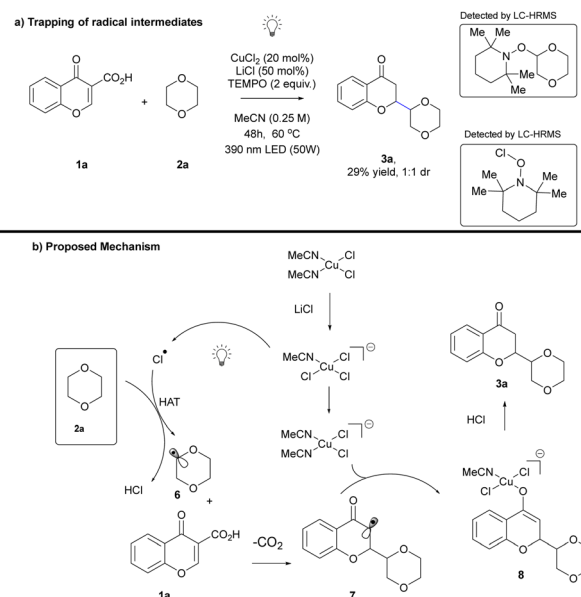 a) Trapping of radical intermediates
Detected by LC-HRMS
Me Me
N O O
Me Me O
O CO₂H
O
1a
+
O
O
2a
CuCl₂ (20 mol%)
LiCl (50 mol%)
TEMPO (2 equiv.)
MeCN (0.25 M)
48h, 60 °C
390 nm LED (50W)
O
O O
O
3a,
29% yield, 1:1 dr
Detected by LC-HRMS
Cl O
Me N Me
Me Me
b) Proposed Mechanism
MeCN Cl
Cu
MeCN Cl
LiCl
MeCN Cl ⊖
Cu
Cl Cl
Cl•
HAT
O
O
2a
HCl
O
O
6
+
MeCN Cl ⊖
Cu
MeCN Cl
O
O O
O
3a
HCl
MeCN Cl ⊖
Cu
Cl O
O O
O
8
O CO₂H
O
1a
-CO₂
O
O O
O
7